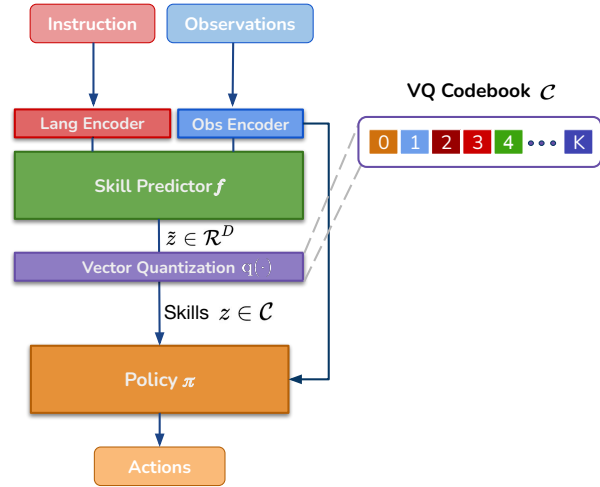 Instruction
Observations
VQ Codebook 𝒞
Lang Encoder
Obs Encoder
0 1 2 3 4 ••• K
Skill Predictor f
z̃ ∈ ℛᴰ
Vector Quantization q(·)
Skills z ∈ 𝒞
Policy π
Actions